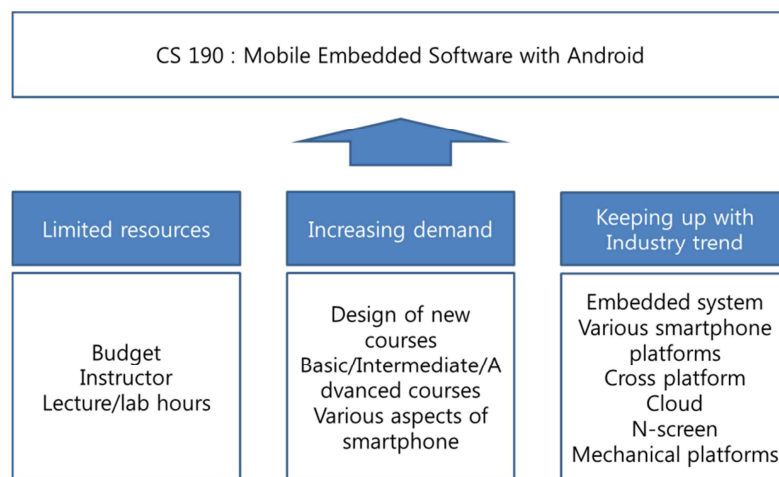 CS 190 : Mobile Embedded Software with Android
Limited resources
Budget
Instructor
Lecture/lab hours
Increasing demand
Design of new
courses
Basic/Intermediate/A
dvanced courses
Various aspects of
smartphone
Keeping up with
Industry trend
Embedded system
Various smartphone
platforms
Cross platform
Cloud
N-screen
Mechanical platforms